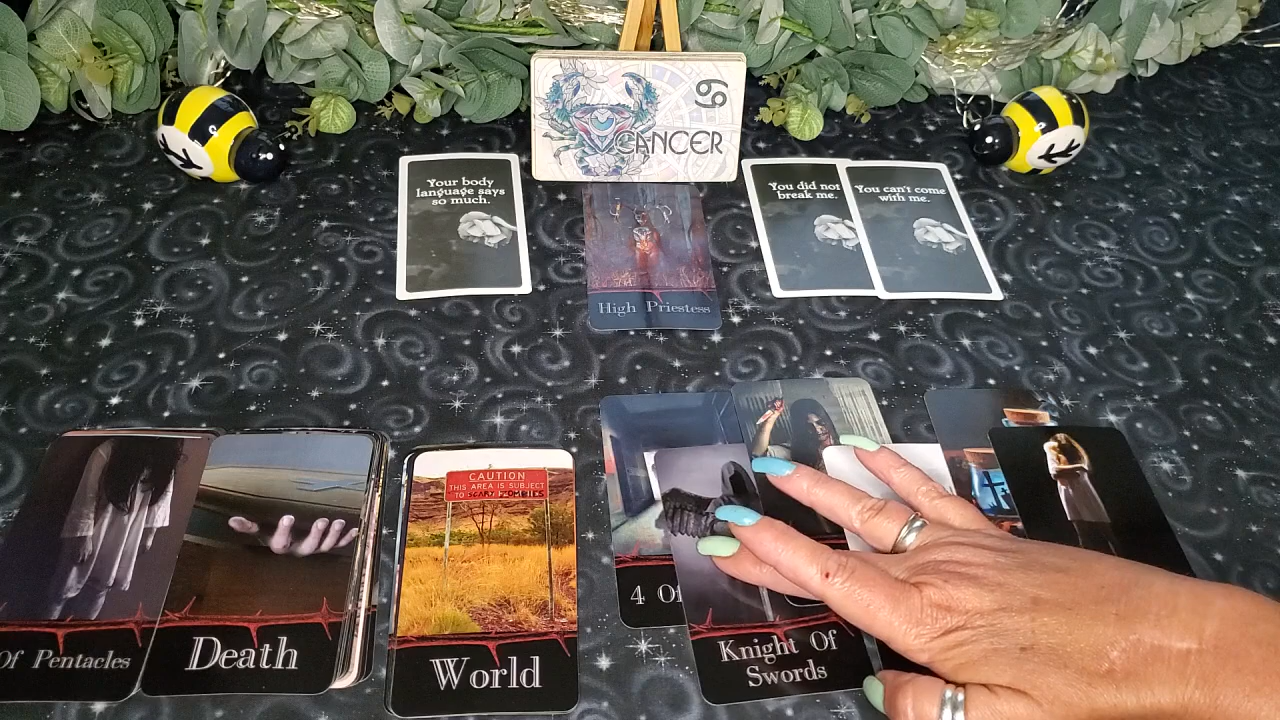 CANCER
Your body
language says
so much.
You did not
break me.
You can't come
with me.
High Priestess
CAUTION
THIS AREA IS SUBJECT
TO SCARY ZOMBIES
Of Pentacles
Death
World
4 Of
Knight Of
Swords